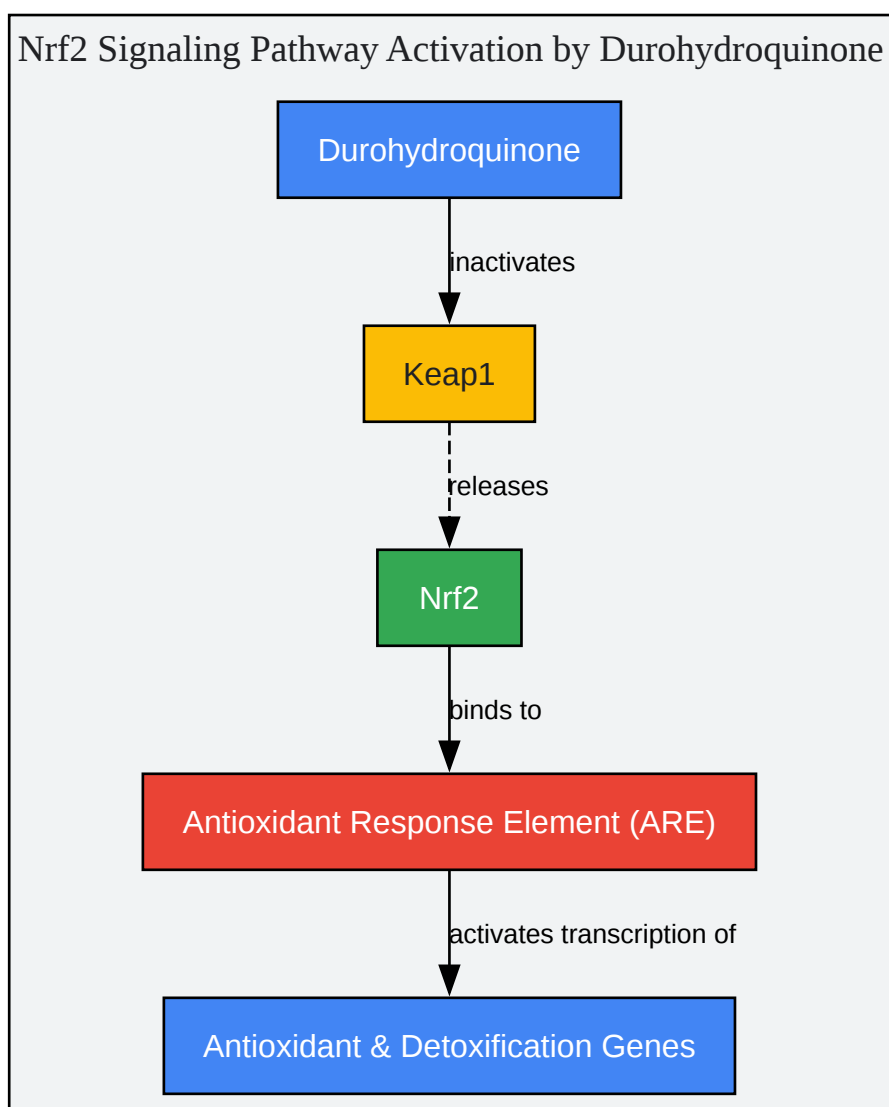 Nrf2 Signaling Pathway Activation by Durohydroquinone
Durohydroquinone
inactivates
Keap1
releases
Nrf2
binds to
Antioxidant Response Element (ARE)
activates transcription of
Antioxidant & Detoxification Genes